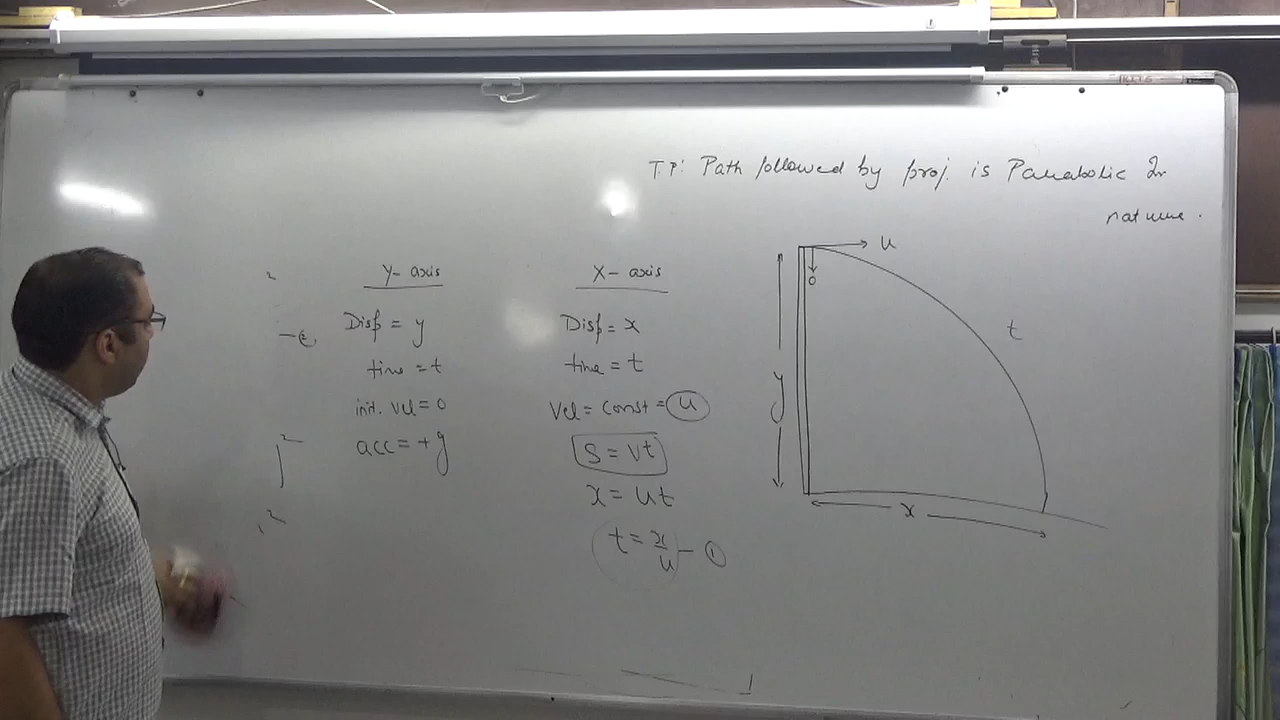 T.P: Path followed by proj. is Parabolic In
nature.
Y-axis
Disp = y
time = t
init. vel = 0
acc = +g
X-axis
Disp = x
time = t
Vel = Const = u
S = Vt
x = ut
t = x/u - ①
u
0
t
y
x